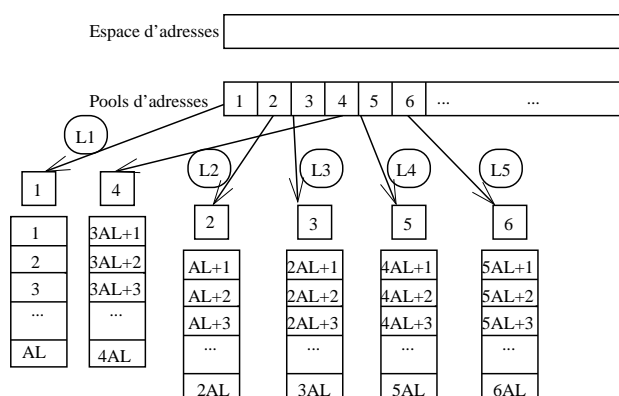 Espace d'adresses
Pools d'adresses 1 2 3 4 5 6 ... ...
L1 L2 L3 L4 L5
1 4 2 3 5 6
1 3AL+1
2 3AL+2
3 3AL+3
... ...
AL 4AL
AL+1 2AL+1 4AL+1 5AL+1
AL+2 2AL+2 4AL+2 5AL+2
AL+3 2AL+3 4AL+3 5AL+3
... ... ... ...
2AL 3AL 5AL 6AL